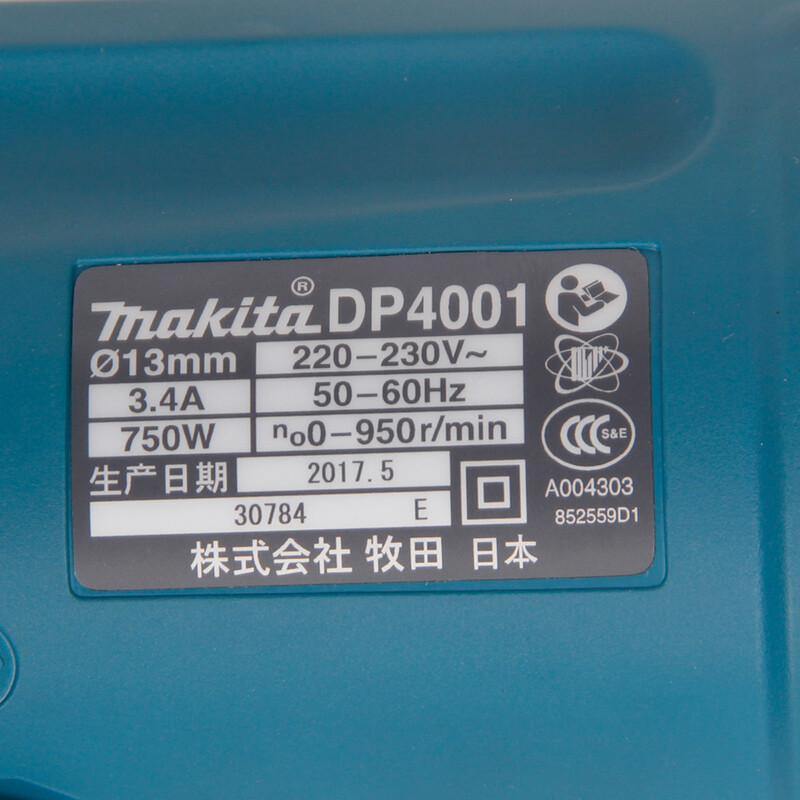 makita® DP4001
Ø13mm 220-230V~
3.4A 50-60Hz
750W n₀0-950r/min
生产日期 2017.5
30784 E
CCC S&E
A004303
852559D1
株式会社 牧田 日本